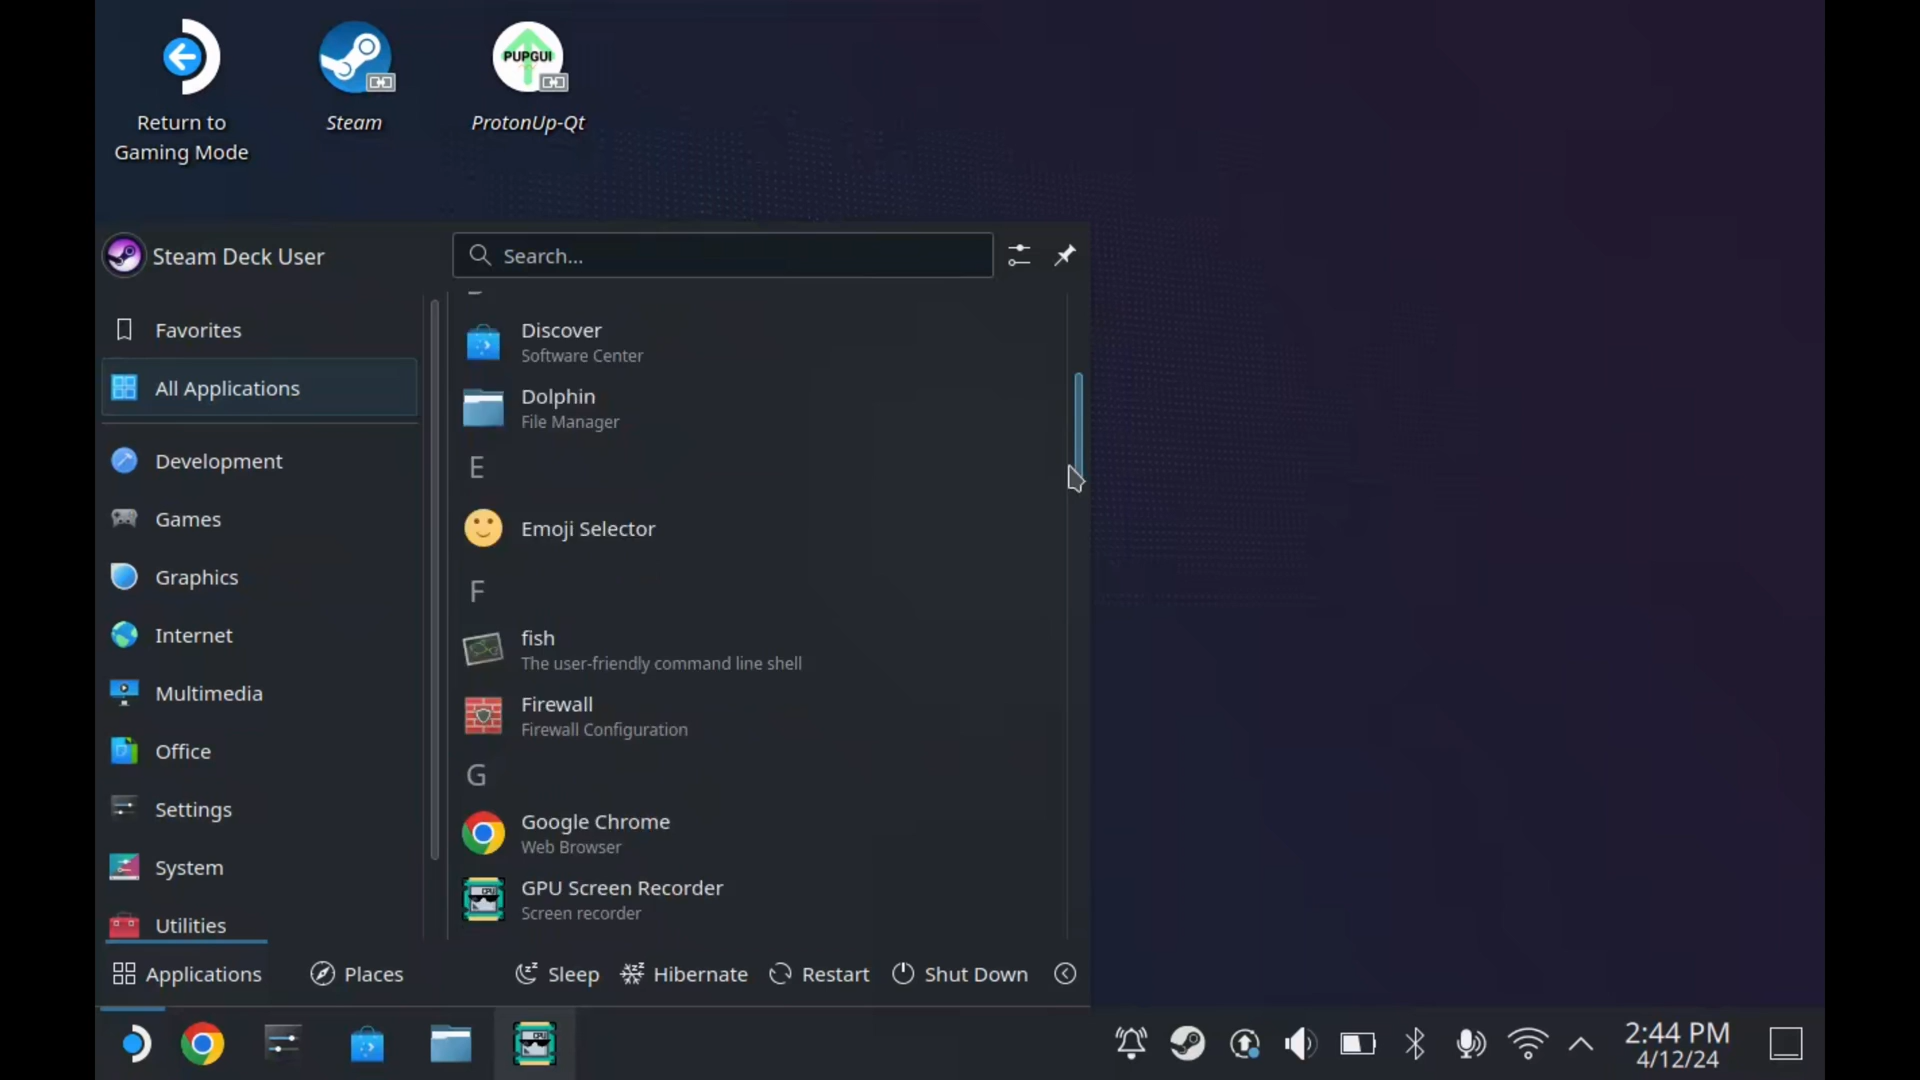 Return to
Gaming Mode
Steam
PUPGUI
ProtonUp-Qt
Steam Deck User
Search...
Favorites
All Applications
Development
Games
Graphics
Internet
Multimedia
Office
Settings
System
Utilities
Discover
Software Center
Dolphin
File Manager
E
Emoji Selector
F
fish
The user-friendly command line shell
Firewall
Firewall Configuration
G
Google Chrome
Web Browser
GPU Screen Recorder
Screen recorder
Applications
Places
Sleep
Hibernate
Restart
Shut Down
2:44 PM
4/12/24